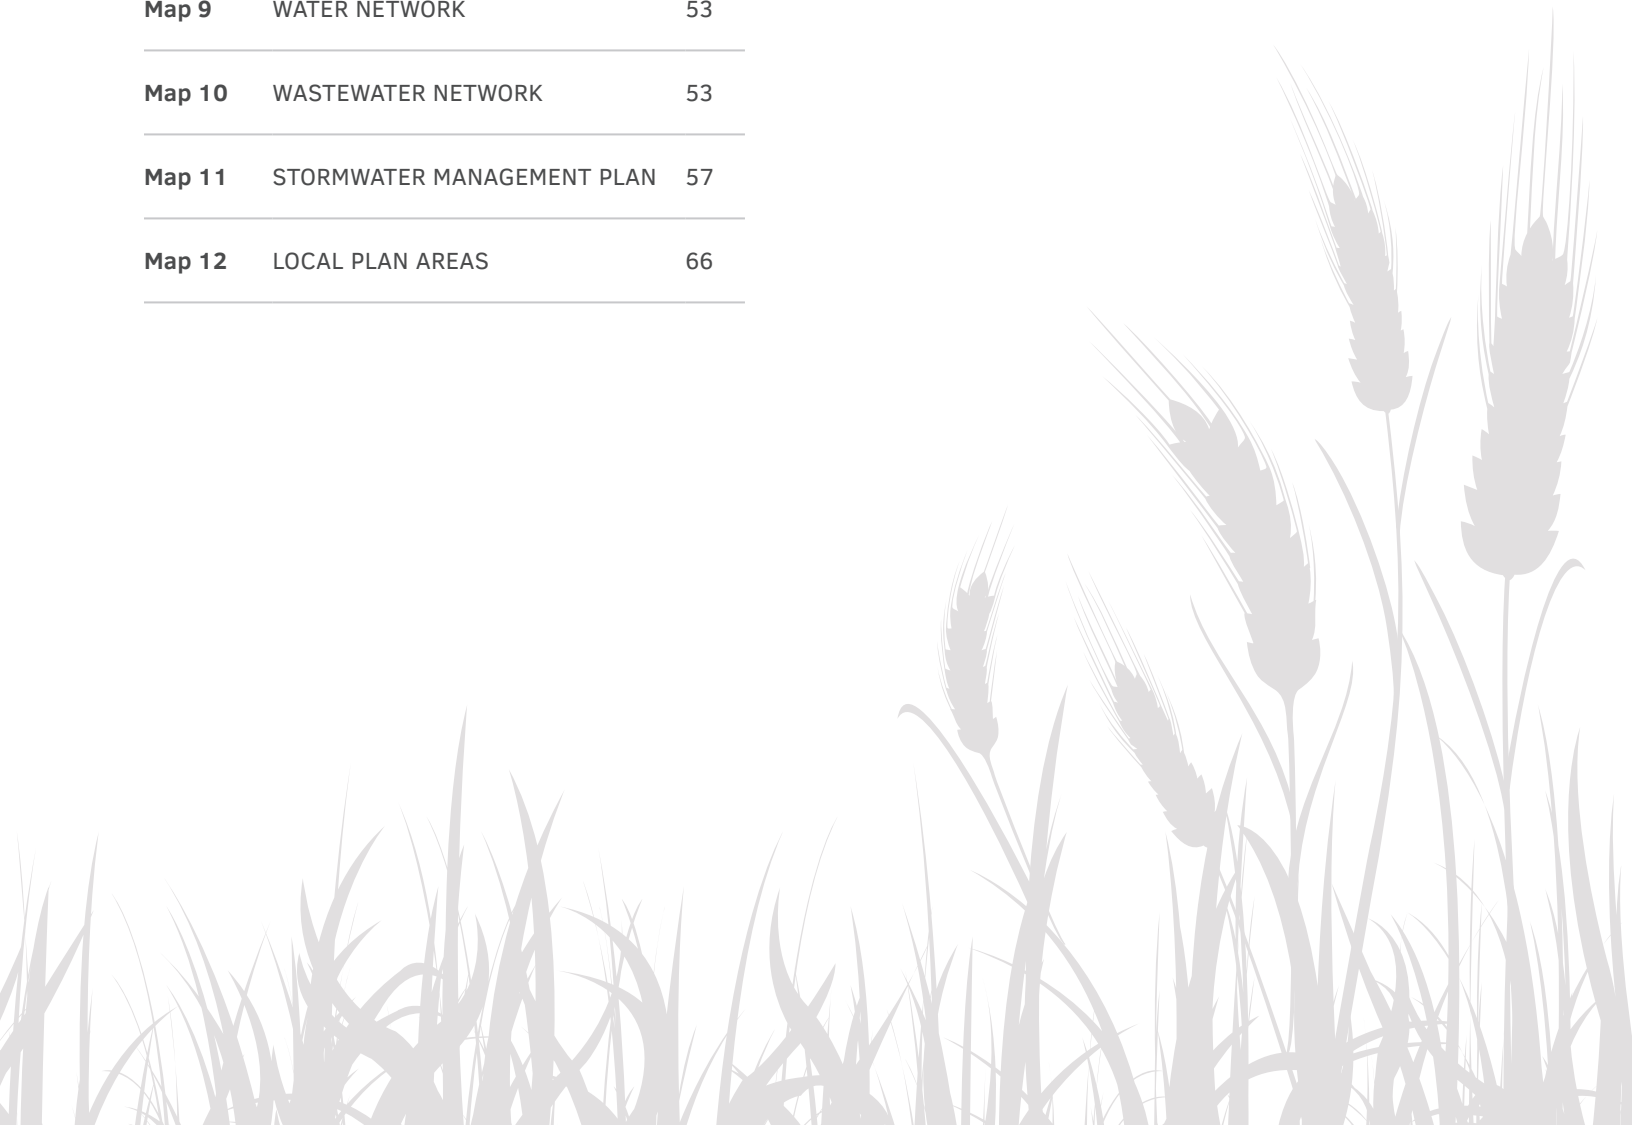 Map 9 WATER NETWORK 53
Map 10 WASTEWATER NETWORK 53
Map 11 STORMWATER MANAGEMENT PLAN 57
Map 12 LOCAL PLAN AREAS 66